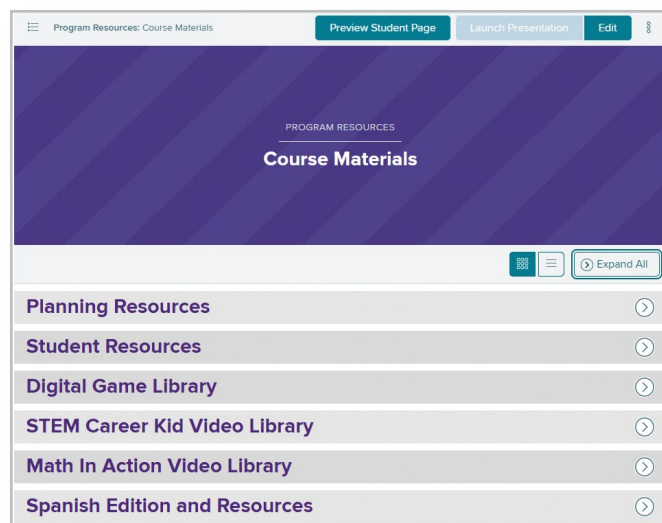 Program Resources: Course Materials
Preview Student Page
Launch Presentation
Edit
PROGRAM RESOURCES
Course Materials
Expand All
Planning Resources
Student Resources
Digital Game Library
STEM Career Kid Video Library
Math In Action Video Library
Spanish Edition and Resources